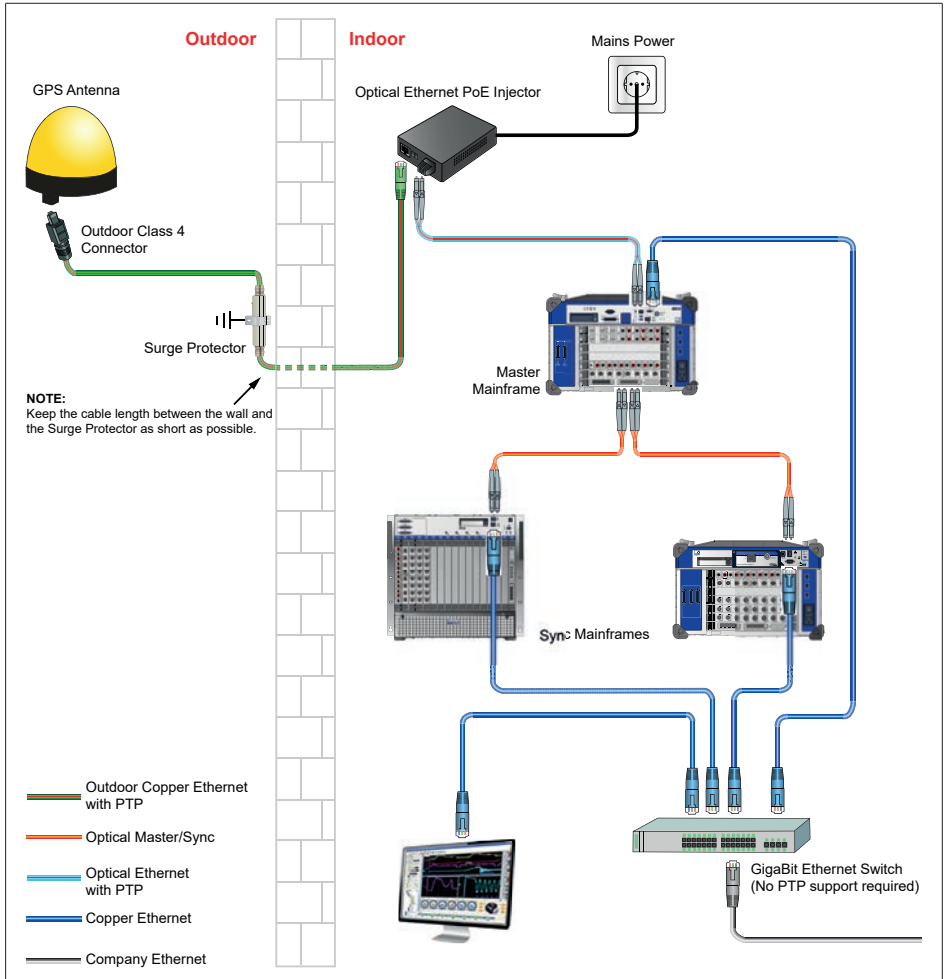 Outdoor
Indoor
Mains Power
GPS Antenna
Optical Ethernet PoE Injector
Outdoor Class 4
Connector
Surge Protector
Master
Mainframe
NOTE:
Keep the cable length between the wall and
the Surge Protector as short as possible.
Sync Mainframes
Outdoor Copper Ethernet
with PTP
Optical Master/Sync
Optical Ethernet
with PTP
Copper Ethernet
Company Ethernet
GigaBit Ethernet Switch
(No PTP support required)